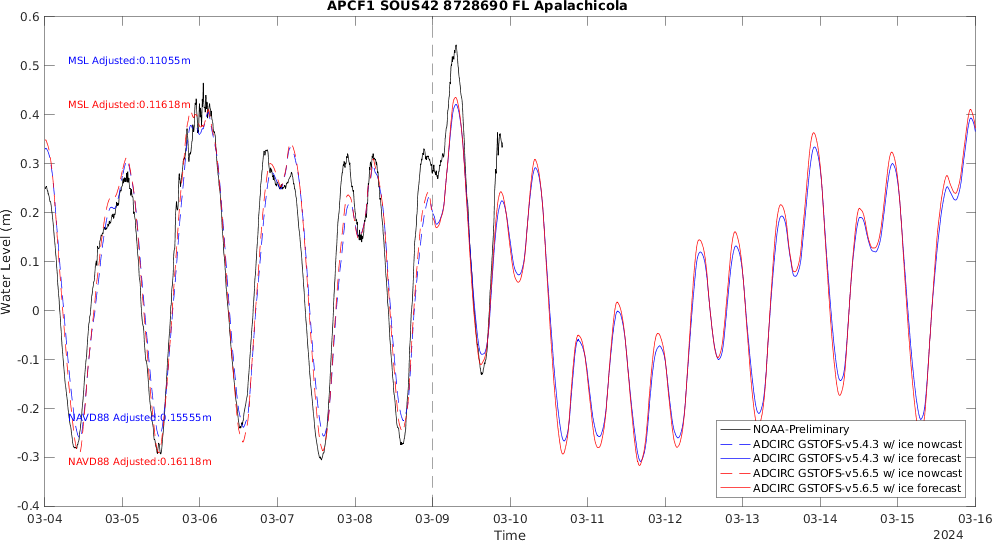 APCF1 SOUS42 8728690 FL Apalachicola
0.6
0.5
0.4
0.3
0.2
0.1
0
-0.1
-0.2
-0.3
-0.4
Water Level (m)
MSL Adjusted:0.11055m
MSL Adjusted:0.11618m
NAVD88 Adjusted:0.15555m
NAVD88 Adjusted:0.16118m
NOAA-Preliminary
ADCIRC GSTOFS-v5.4.3 w/ ice nowcast
ADCIRC GSTOFS-v5.4.3 w/ ice forecast
ADCIRC GSTOFS-v5.6.5 w/ ice nowcast
ADCIRC GSTOFS-v5.6.5 w/ ice forecast
03-04 03-05 03-06 03-07 03-08 03-09 03-10 03-11 03-12 03-13 03-14 03-15 03-16
Time
2024